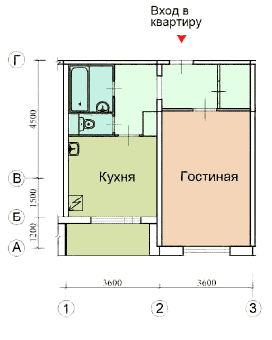 Вход в
квартиру
Г
4500
Кухня
Гостиная
В
1500
Б
1200
А
3600
3600
1
2
3